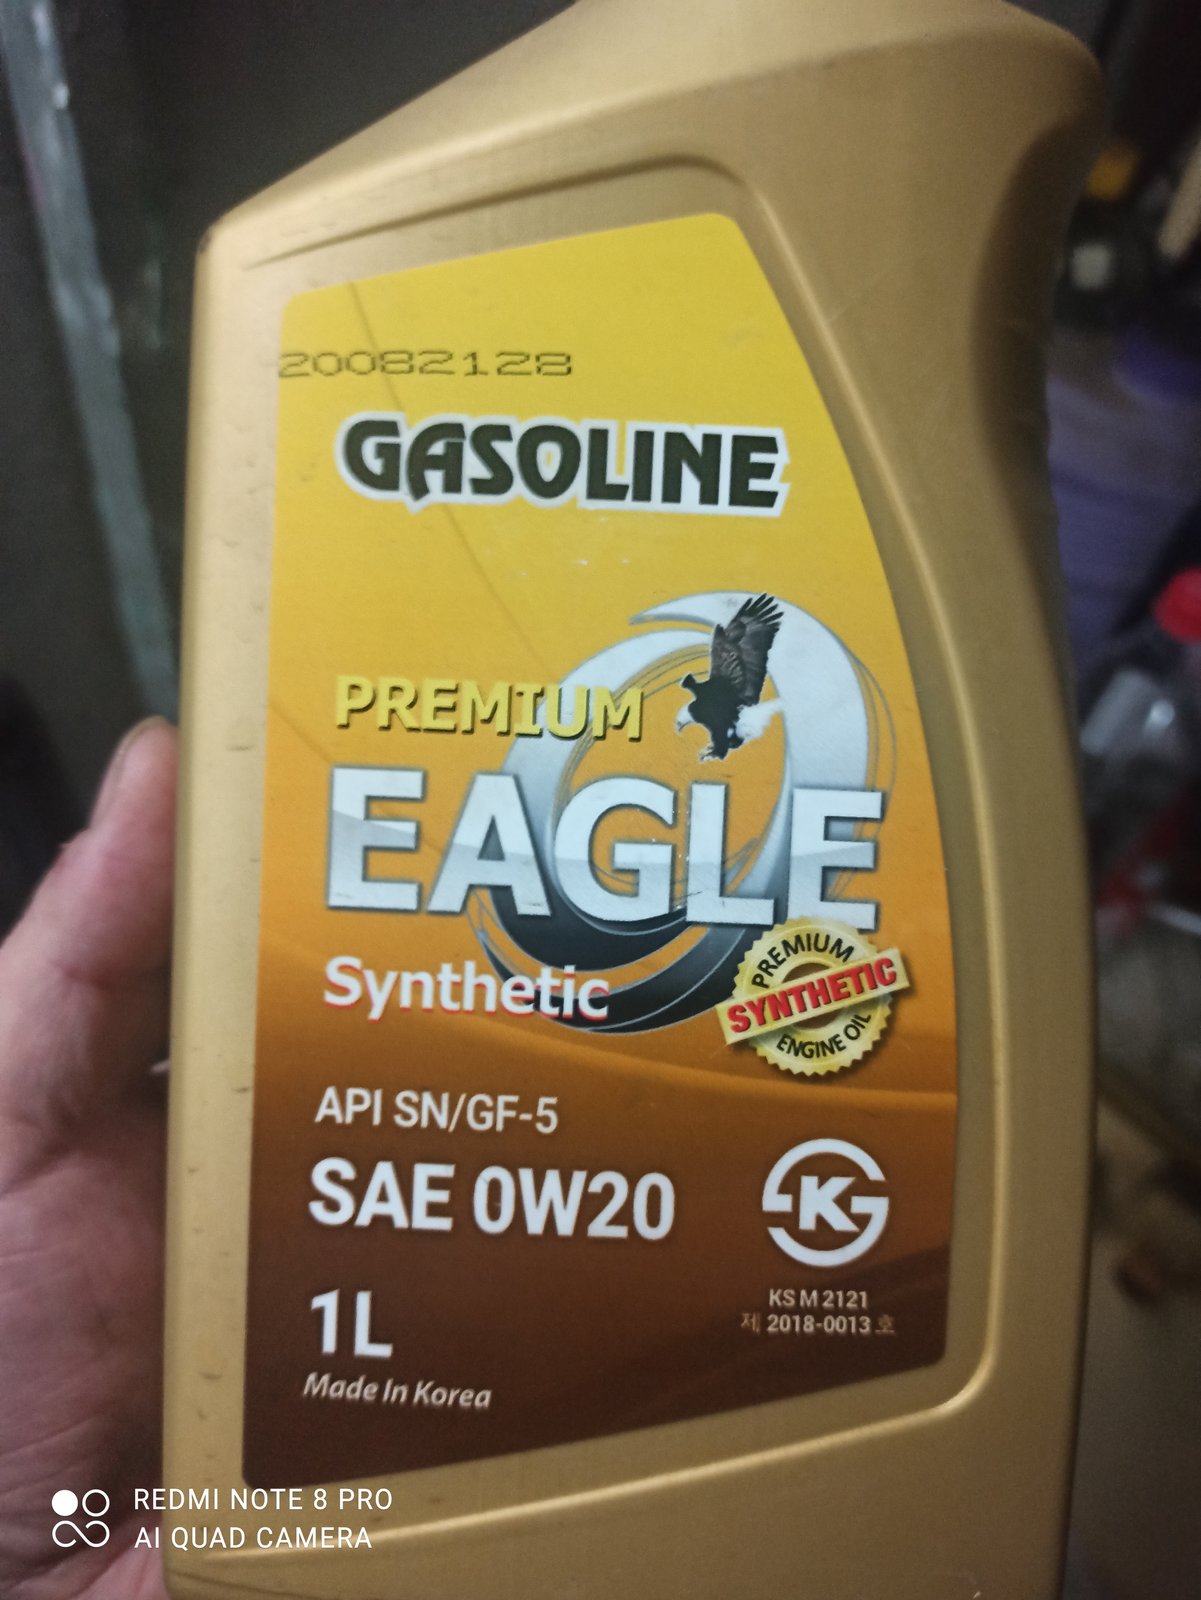 20082128
GASOLINE
PREMIUM
EAGLE
Synthetic
PREMIUM
SYNTHETIC
ENGINE OIL
API SN/GF-5
SAE 0W20
K
KS M 2121
제 2018-0013 호
1L
Made In Korea
REDMI NOTE 8 PRO
AI QUAD CAMERA